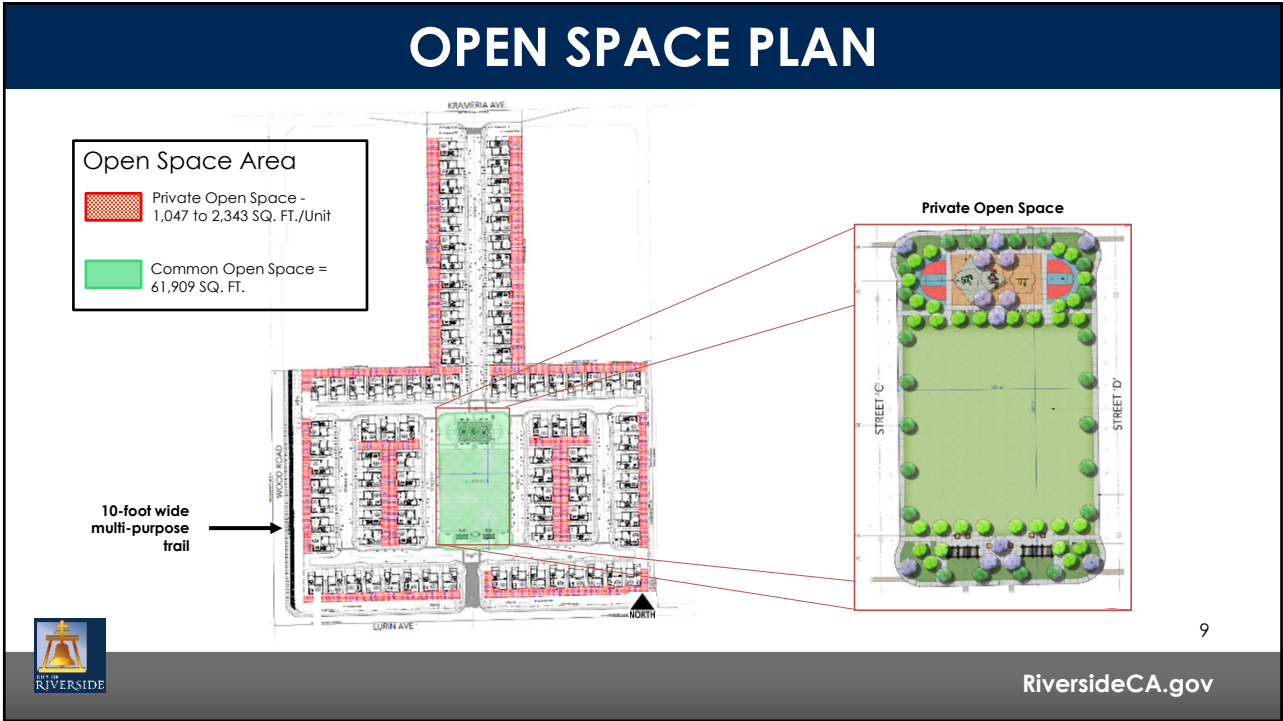 OPEN SPACE PLAN
KRAMERIA AVE.
Open Space Area
Private Open Space -
1,047 to 2,343 SQ. FT./Unit
Common Open Space =
61,909 SQ. FT.
Private Open Space
STREET 'C'
STREET 'D'
WOOD ROAD
10-foot wide
multi-purpose
trail
NORTH
LURIN AVE
9
CITY OF
RIVERSIDE
RiversideCA.gov